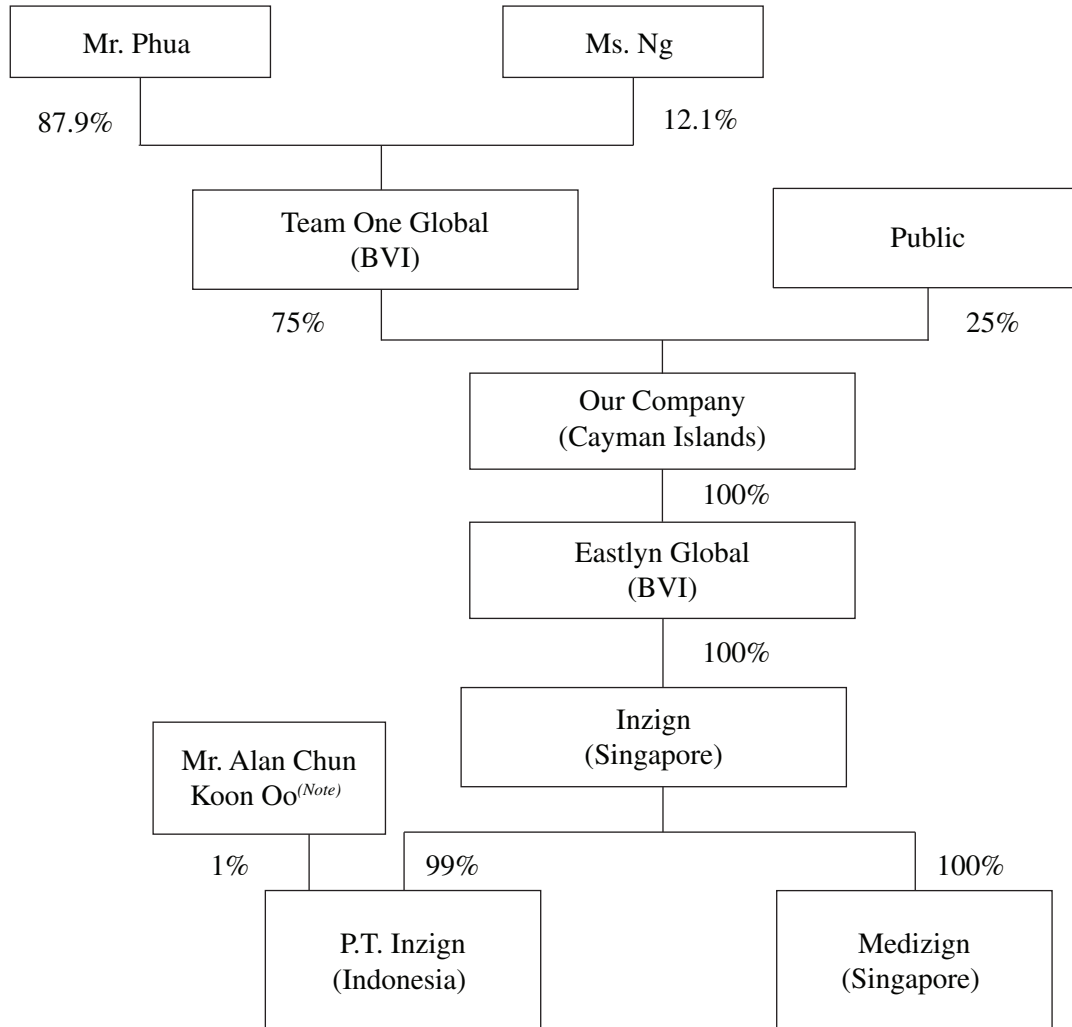 Mr. Phua
Ms. Ng
87.9%
12.1%
Team One Global
(BVI)
Public
75%
25%
Our Company
(Cayman Islands)
100%
Eastlyn Global
(BVI)
100%
Inzign
(Singapore)
Mr. Alan Chun
Koon Oo(Note)
1%
99%
100%
P.T. Inzign
(Indonesia)
Medizign
(Singapore)